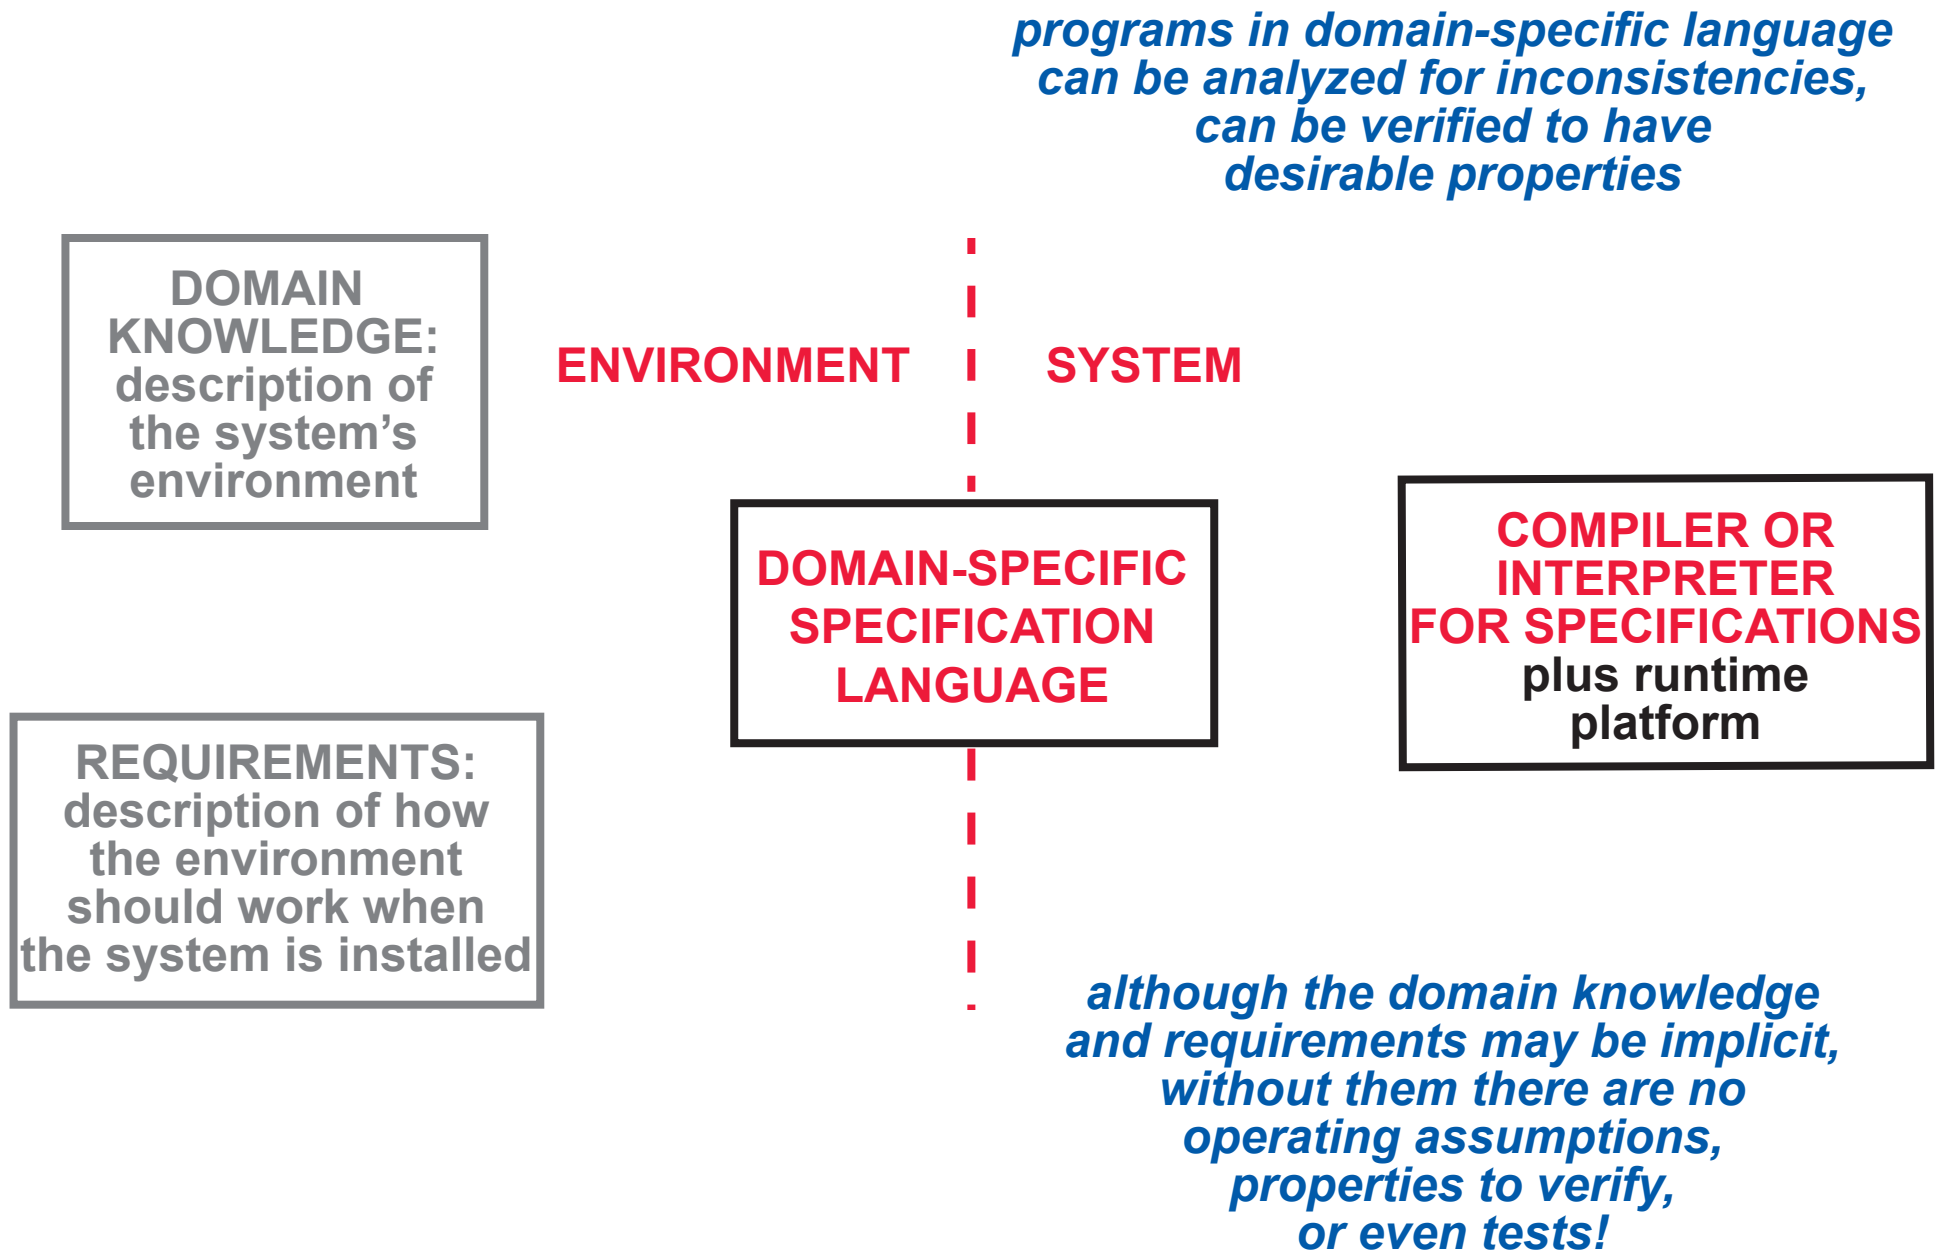 programs in domain-specific language
can be analyzed for inconsistencies,
can be verified to have
desirable properties
DOMAIN
KNOWLEDGE:
description of
the system’s
environment
ENVIRONMENT
SYSTEM
DOMAIN-SPECIFIC
SPECIFICATION
LANGUAGE
COMPILER OR
INTERPRETER
FOR SPECIFICATIONS
plus runtime
platform
REQUIREMENTS:
description of how
the environment
should work when
the system is installed
although the domain knowledge
and requirements may be implicit,
without them there are no
operating assumptions,
properties to verify,
or even tests!